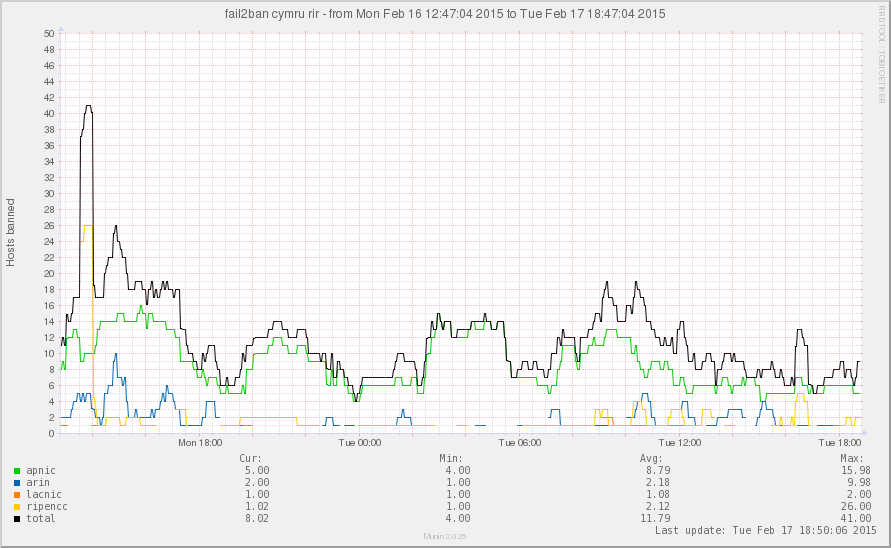 fail2ban cymru rir - from Mon Feb 16 12:47:04 2015 to Tue Feb 17 18:47:04 2015
RRDTOOL / TOBI OETIKER
Hosts banned
50
48
46
44
42
40
38
36
34
32
30
28
26
24
22
20
18
16
14
12
10
8
6
4
2
0
Mon 18:00 Tue 00:00 Tue 06:00 Tue 12:00 Tue 18:00
Cur: Min: Avg: Max:
apnic 5.00 4.00 8.79 15.98
arin 2.00 1.00 2.18 9.98
lacnic 1.00 1.00 1.08 2.00
ripencc 1.02 1.00 2.12 26.00
total 8.02 4.00 11.79 41.00
Last update: Tue Feb 17 18:50:06 2015
Munin 2.0.25